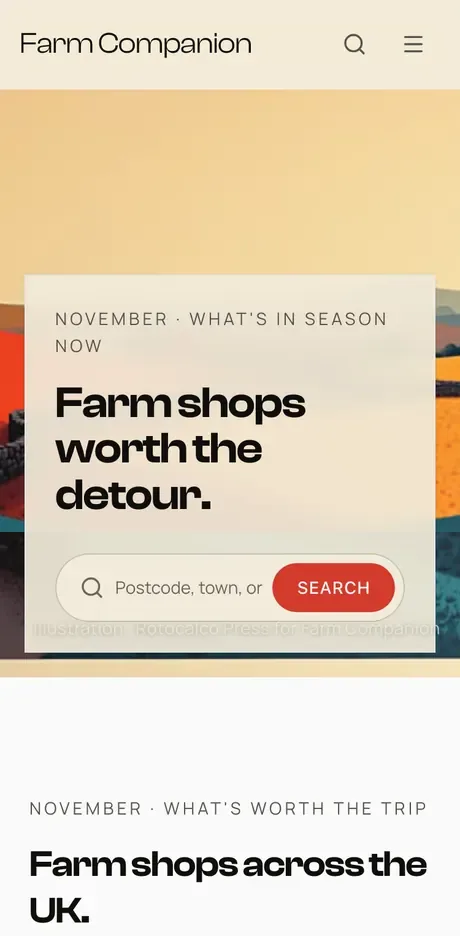 Farm Companion
NOVEMBER · WHAT'S IN SEASON
NOW
Farm shops
worth the
detour.
Postcode, town, or
SEARCH
Illustration · Rotocalco Press for Farm Companion
NOVEMBER · WHAT'S WORTH THE TRIP
Farm shops across the
UK.